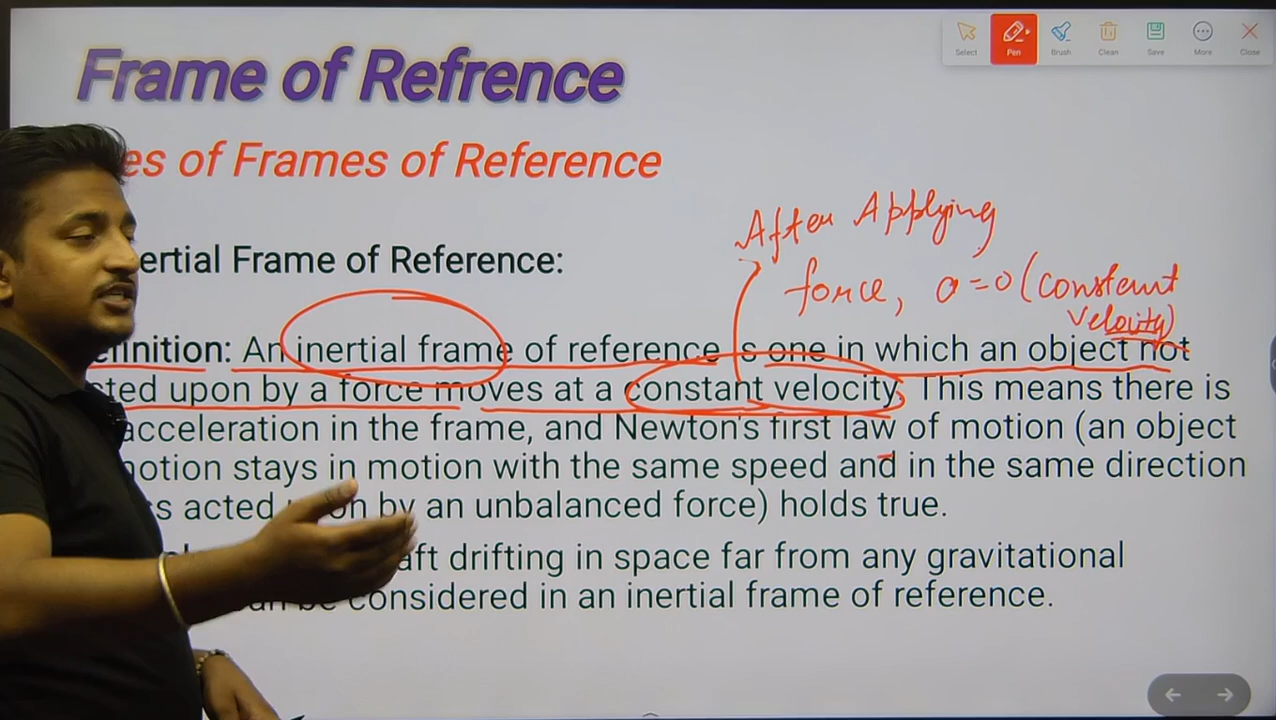 Select Pen Brush Clean Save More Close
Frame of Refrence
es of Frames of Reference
After Applying
force, a=0 (constant
velocity)
ertial Frame of Reference:
finition: An inertial frame of reference is one in which an object not
ted upon by a force moves at a constant velocity. This means there is
acceleration in the frame, and Newton's first law of motion (an object
otion stays in motion with the same speed and in the same direction
s acted by an unbalanced force) holds true.
aft drifting in space far from any gravitational
be considered in an inertial frame of reference.